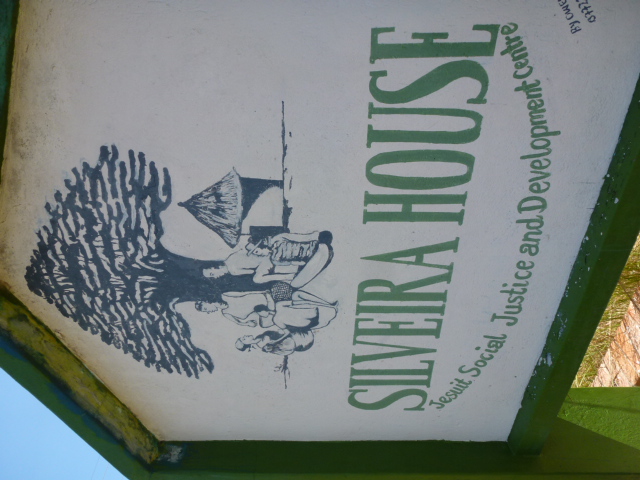 SILVEIRA HOUSE
Jesuit Social Justice and Development Centre